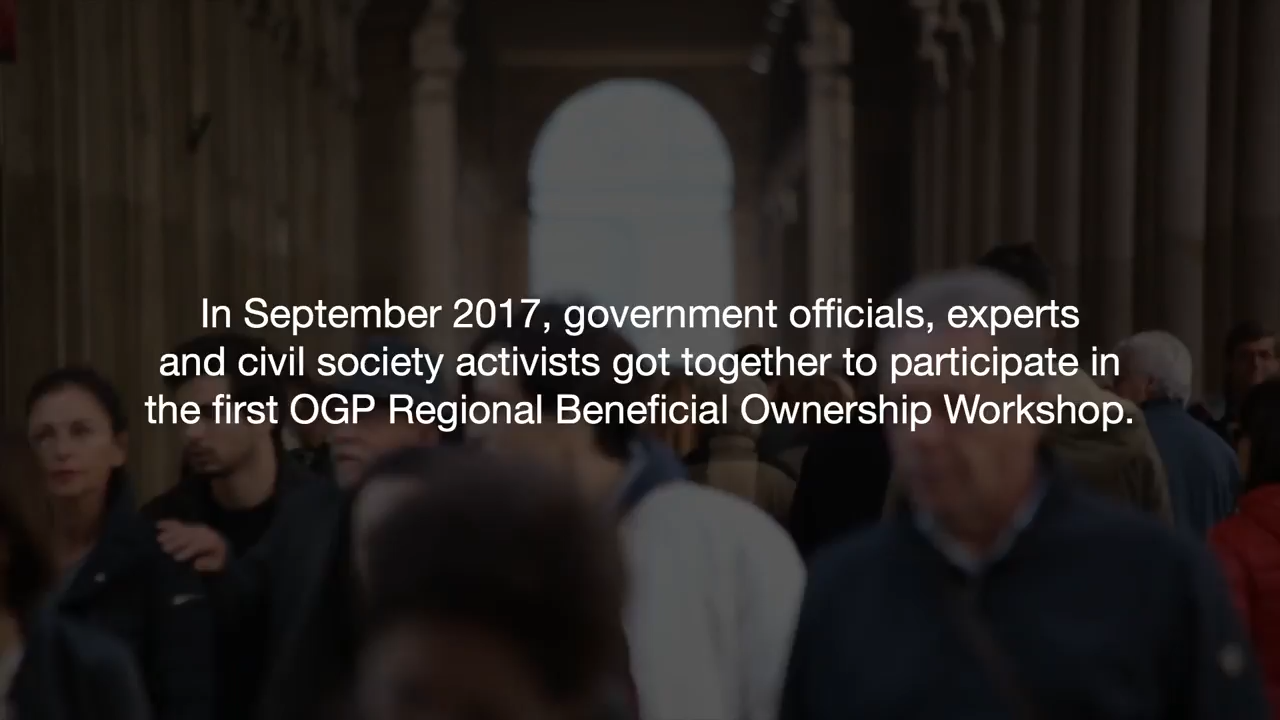 In September 2017, government officials, experts
and civil society activists got together to participate in
the first OGP Regional Beneficial Ownership Workshop.